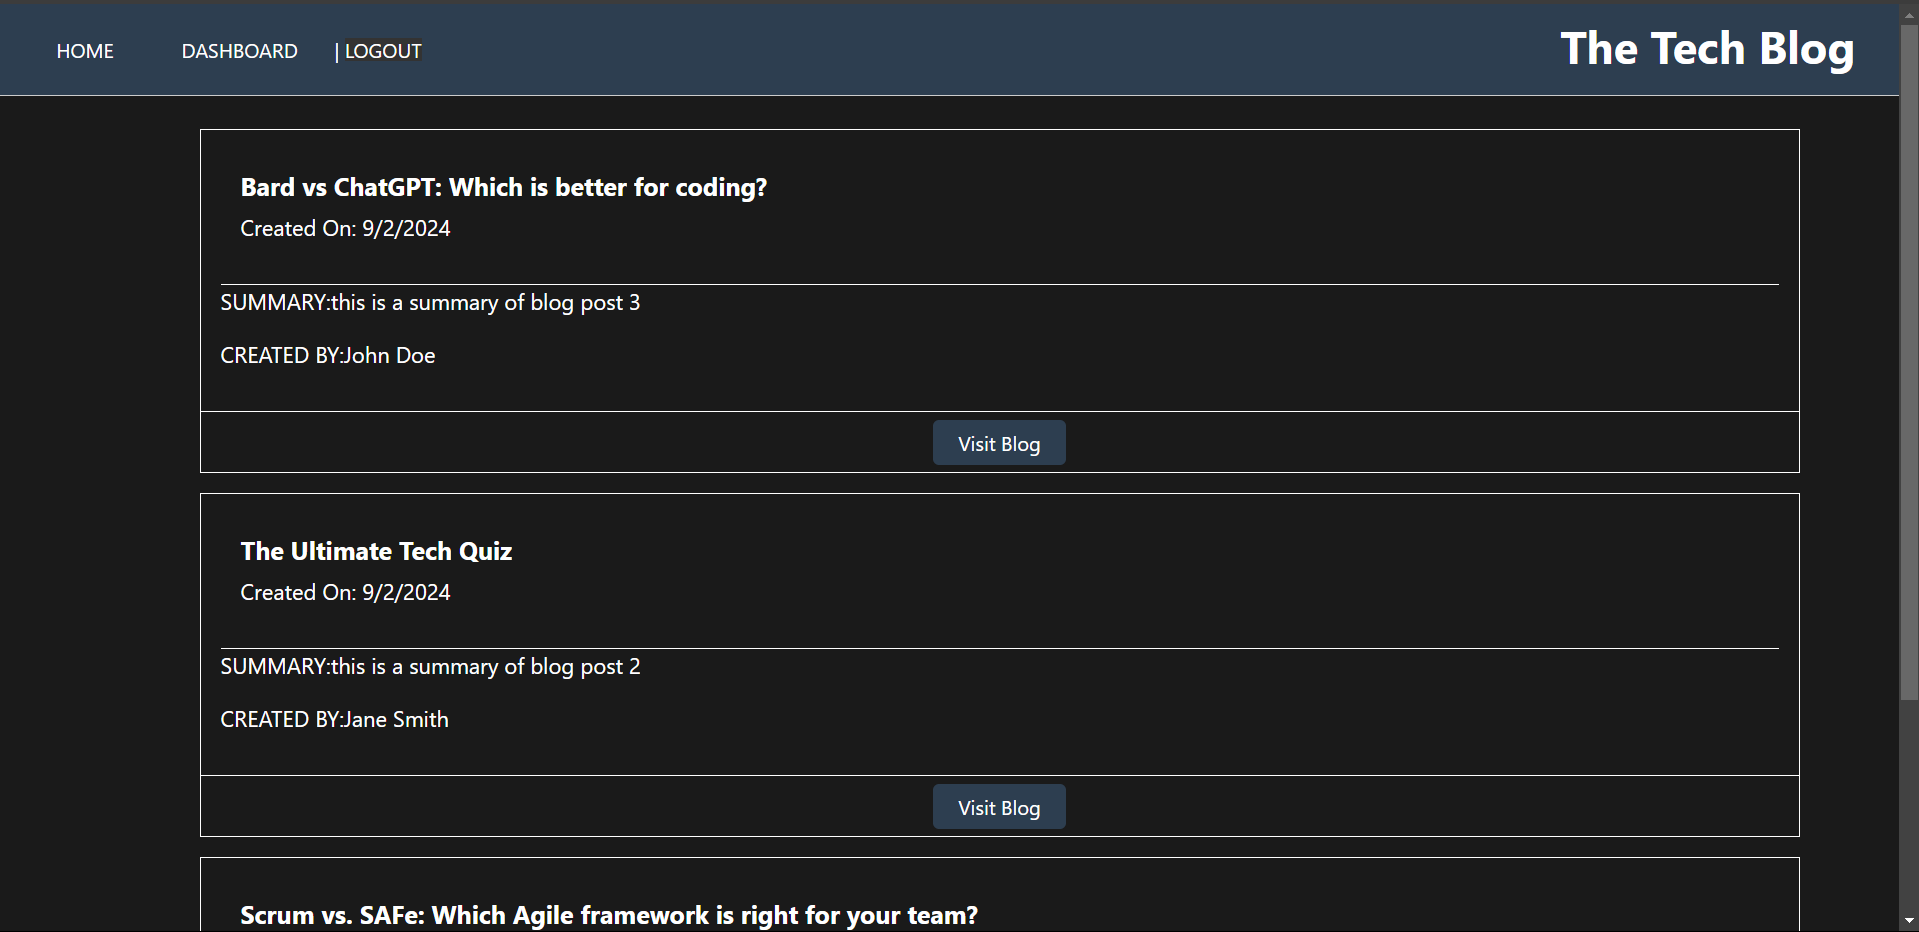 HOME DASHBOARD | LOGOUT The Tech Blog
Bard vs ChatGPT: Which is better for coding?
Created On: 9/2/2024
SUMMARY:this is a summary of blog post 3
CREATED BY:John Doe
Visit Blog
The Ultimate Tech Quiz
Created On: 9/2/2024
SUMMARY:this is a summary of blog post 2
CREATED BY:Jane Smith
Visit Blog
Scrum vs. SAFe: Which Agile framework is right for your team?